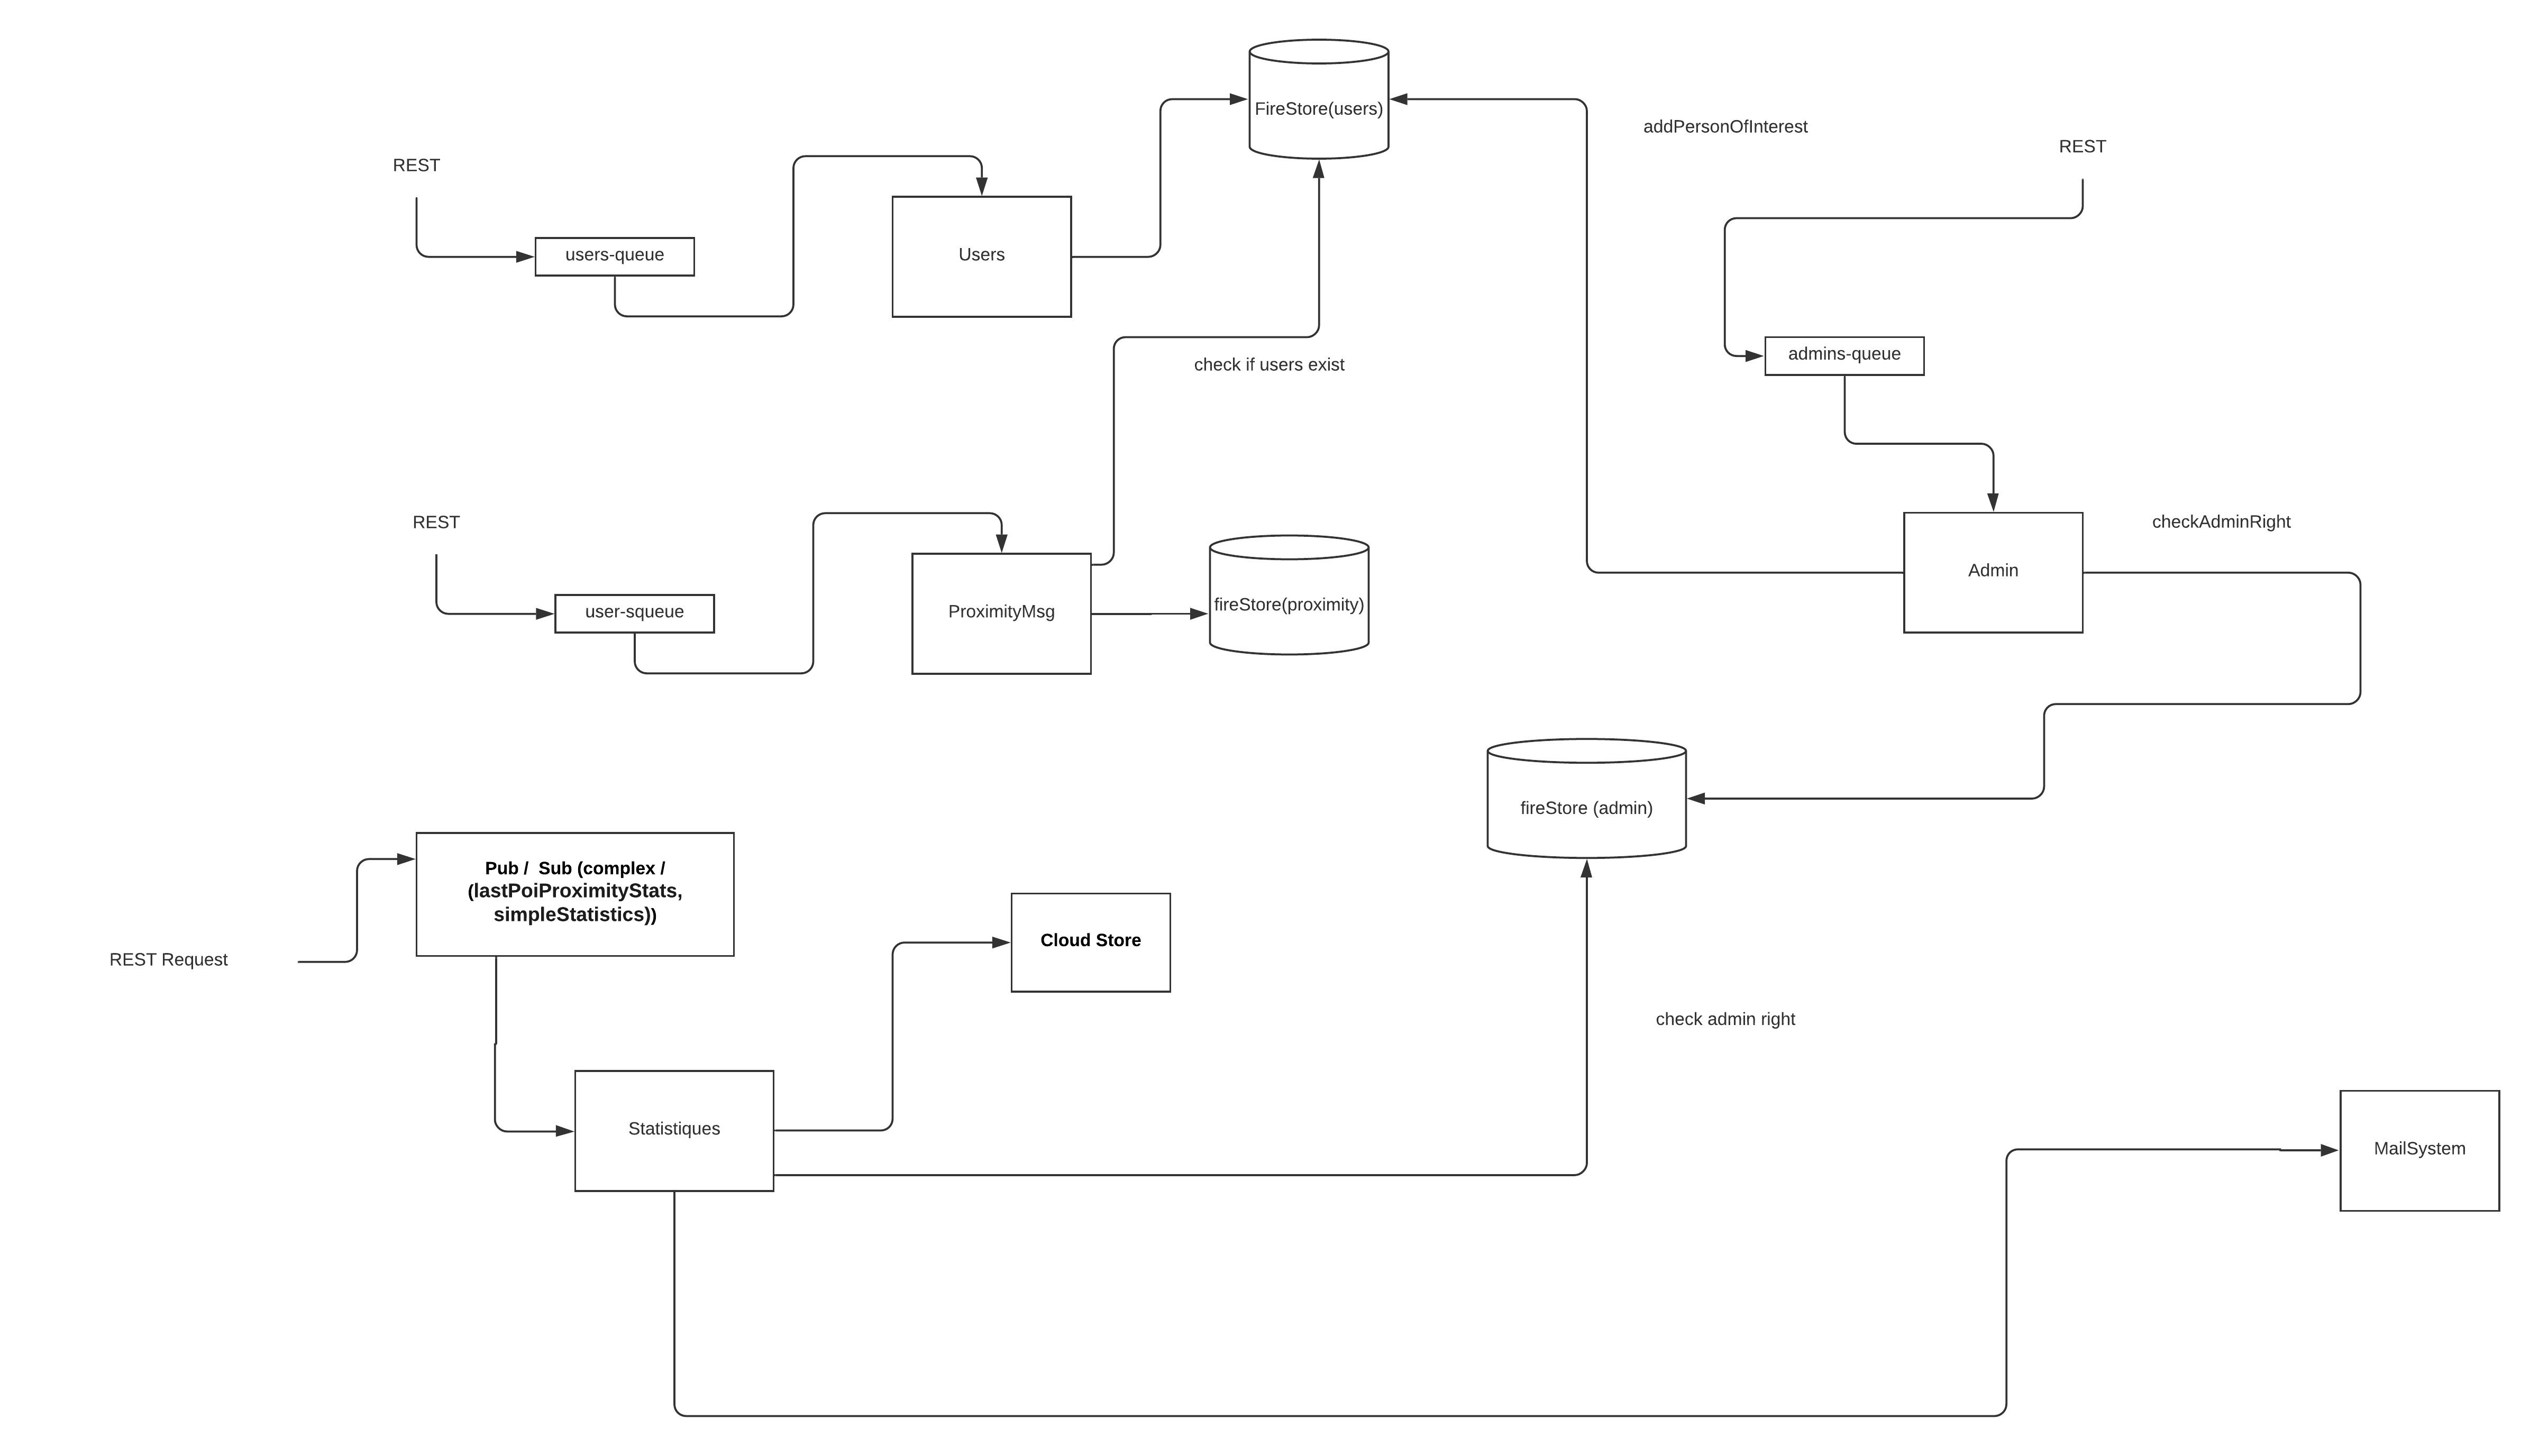 FireStore(users)
addPersonOfInterest
REST
REST
users-queue
Users
check if users exist
admins-queue
REST
checkAdminRight
Admin
fireStore(proximity)
user-squeue
ProximityMsg
fireStore (admin)
Pub /  Sub (complex /
(lastPoiProximityStats,
simpleStatistics))
Cloud Store
REST Request
check admin right
Statistiques
MailSystem